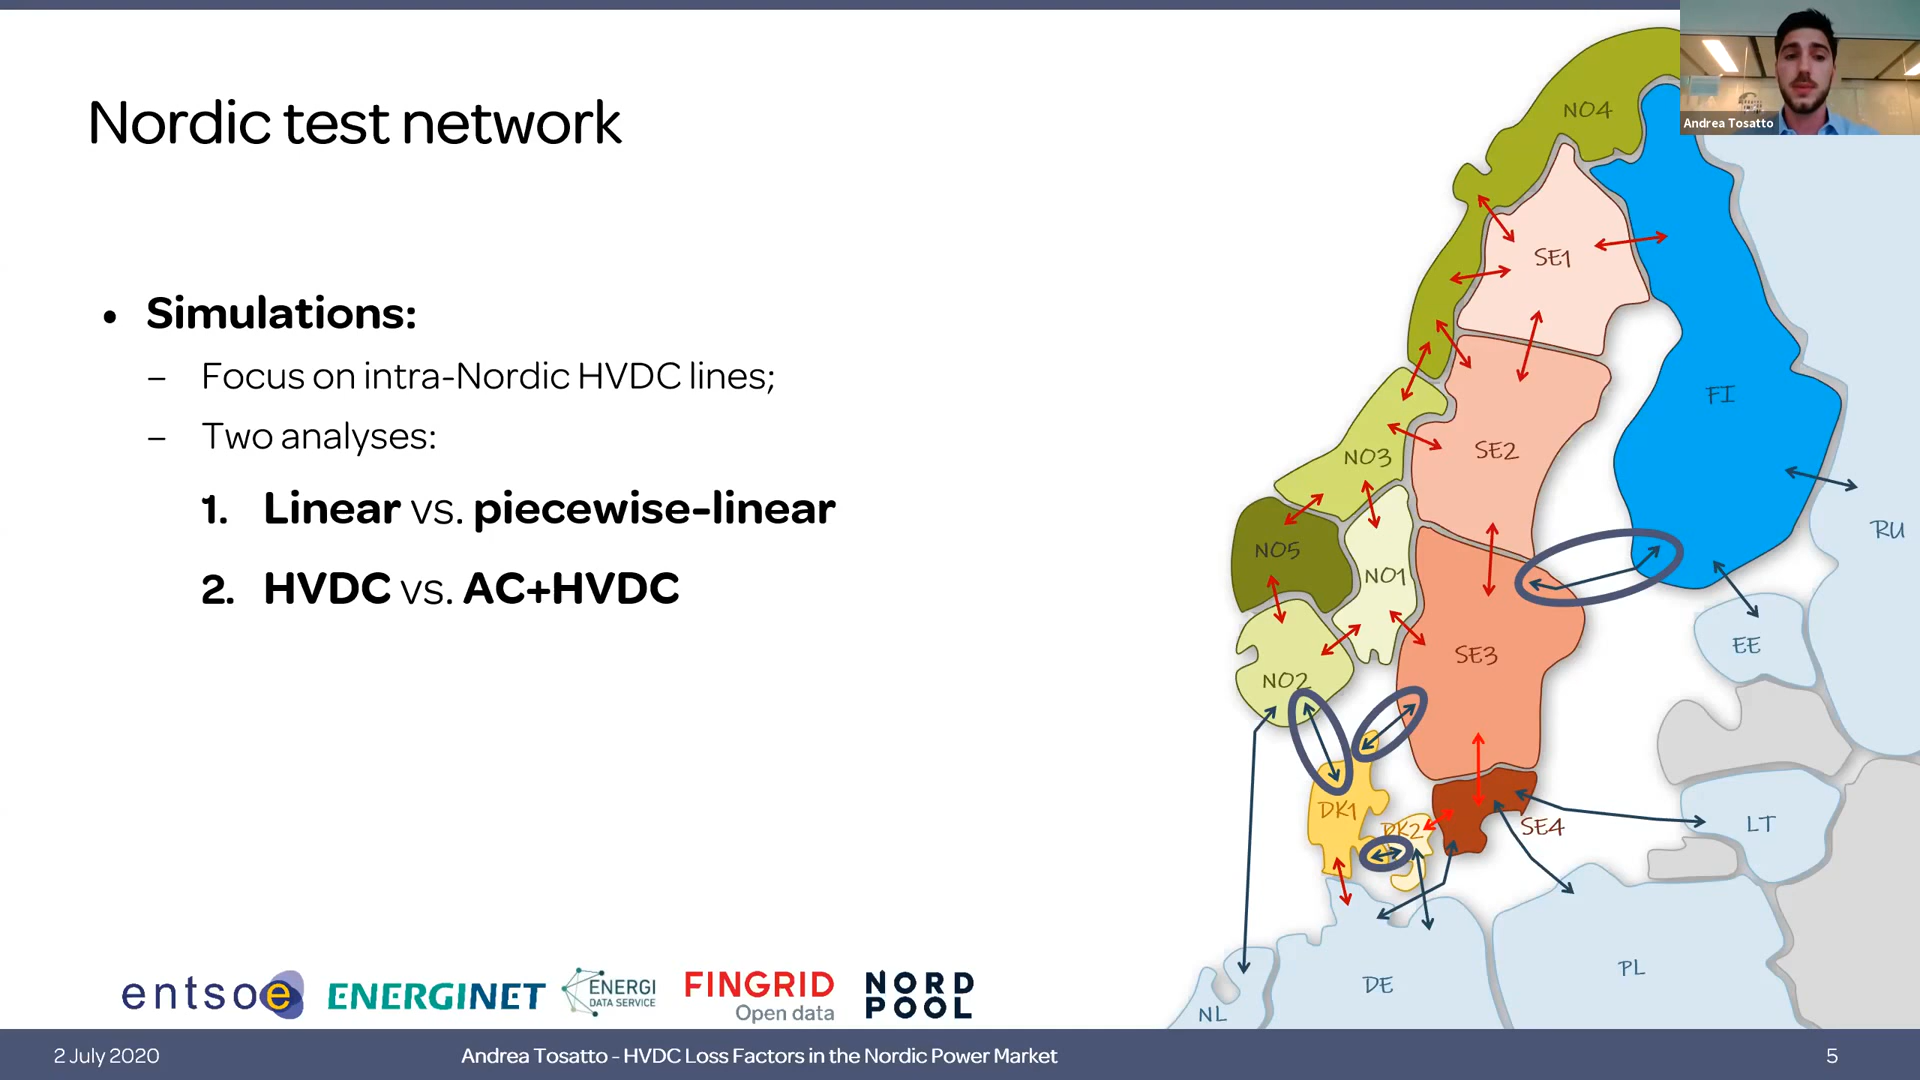 Nordic test network
• Simulations:
– Focus on intra-Nordic HVDC lines;
– Two analyses:
1. Linear vs. piecewise-linear
2. HVDC vs. AC+HVDC
NO4
SE1
FI
SE2
NO3
NO5
NO1
RU
SE3
EE
NO2
DK1
DK2
SE4
LT
PL
DE
NL
Andrea Tosatto
entsoe
ENERGINET
ENERGI
DATA SERVICE
FINGRID
Open data
NORD
POOL
2 July 2020
Andrea Tosatto - HVDC Loss Factors in the Nordic Power Market
5